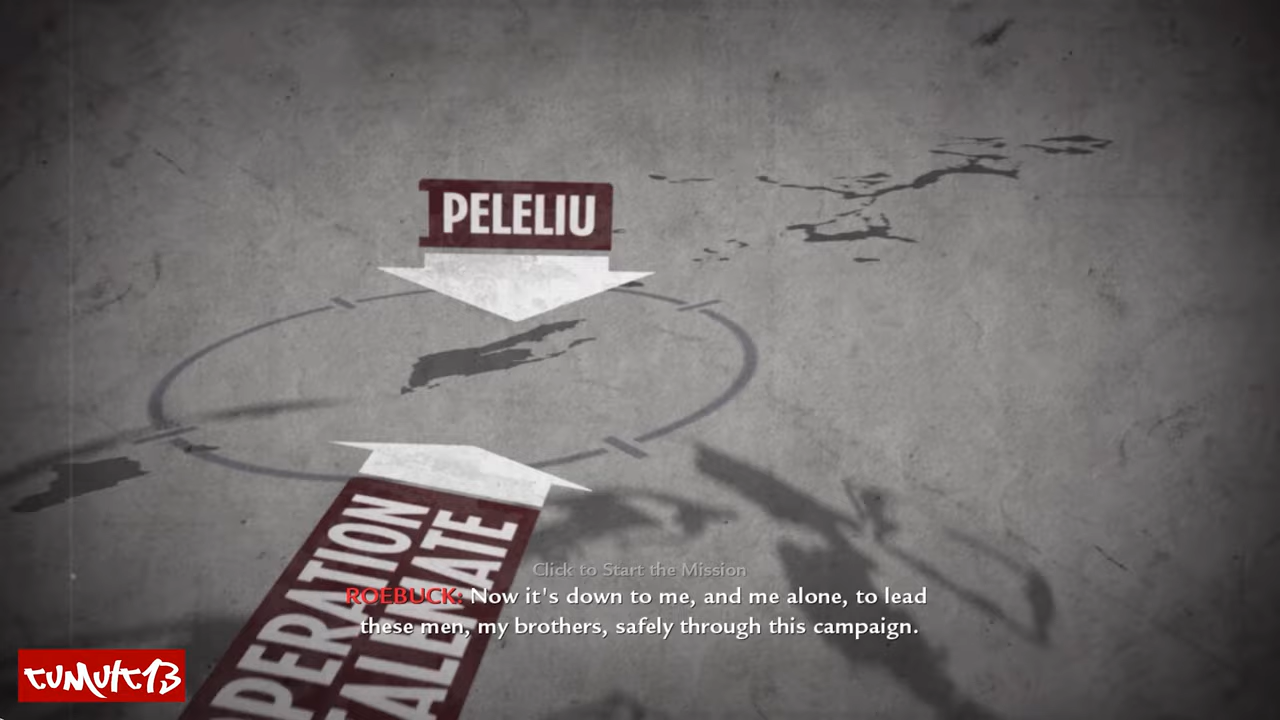 PELELIU
OPERATION
STALEMATE
Click to Start the Mission
ROEBUCK: Now it's down to me, and me alone, to lead
these men, my brothers, safely through this campaign.
tumult13